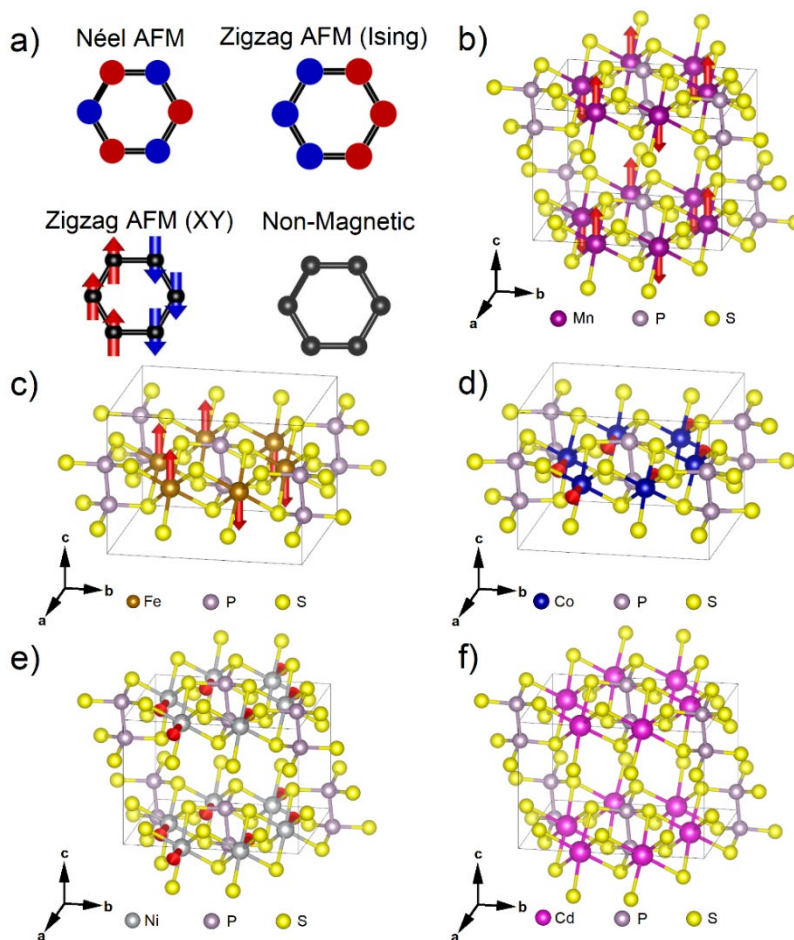 a)
Néel AFM
Zigzag AFM (Ising)
Zigzag AFM (XY)
Non-Magnetic
b)
c
b
a
Mn P S
c)
c
b
a
Fe P S
d)
c
b
a
Co P S
e)
c
b
a
Ni P S
f)
c
b
a
Cd P S